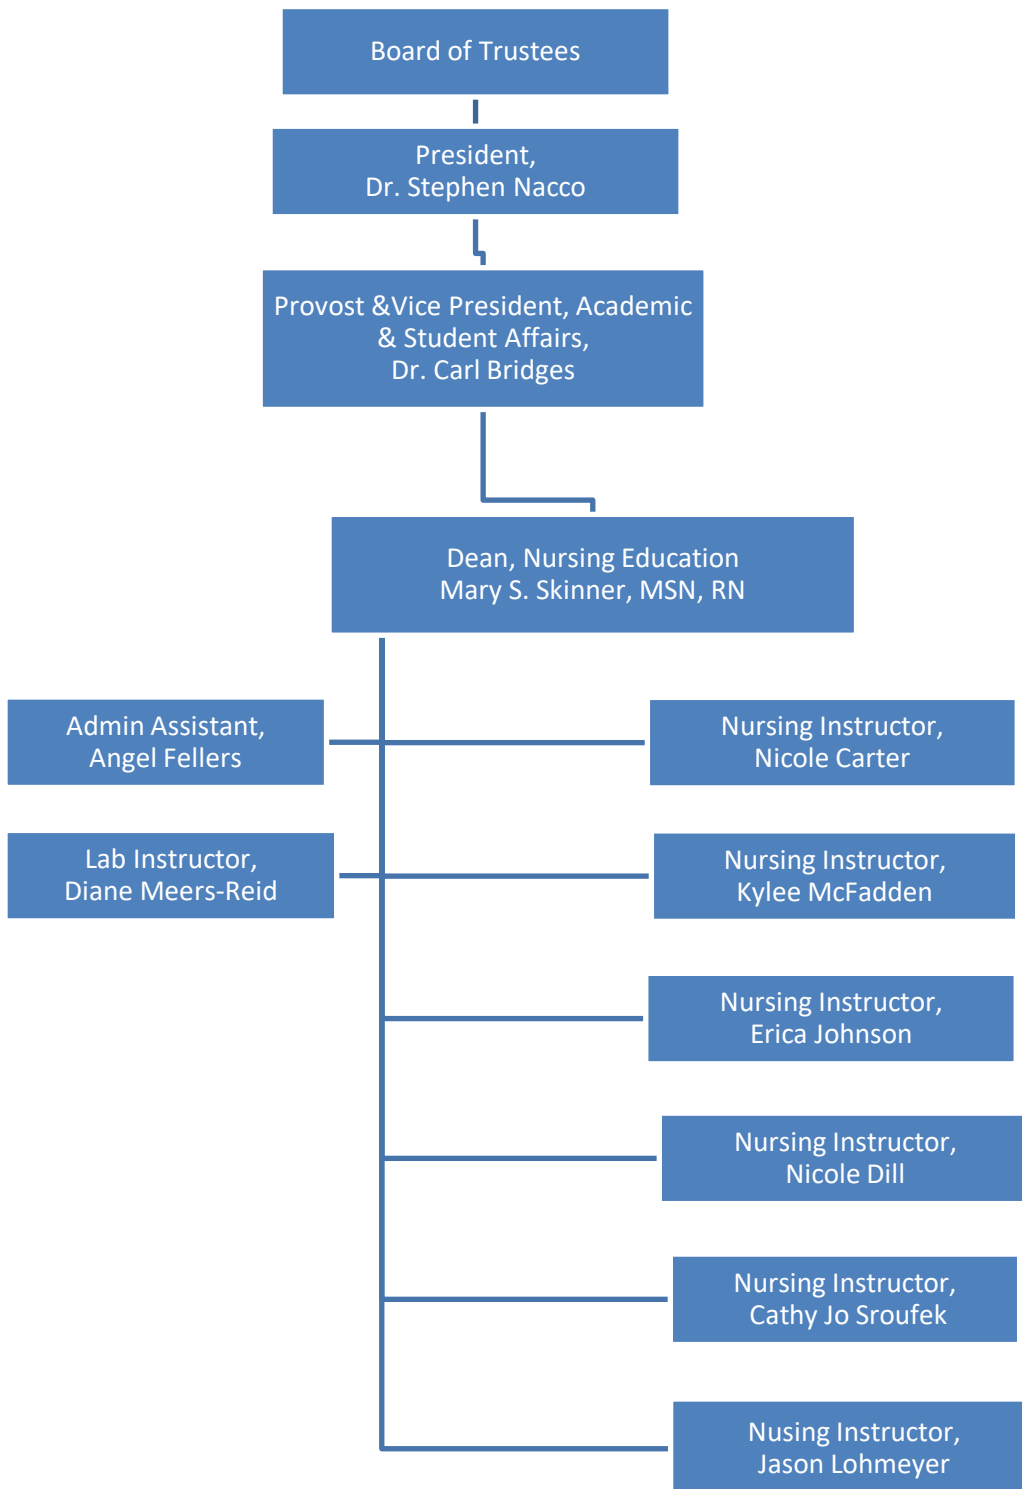 Board of Trustees
President,
Dr. Stephen Nacco
Provost &Vice President, Academic
& Student Affairs,
Dr. Carl Bridges
Dean, Nursing Education
Mary S. Skinner, MSN, RN
Admin Assistant,
Angel Fellers
Nursing Instructor,
Nicole Carter
Lab Instructor,
Diane Meers-Reid
Nursing Instructor,
Kylee McFadden
Nursing Instructor,
Erica Johnson
Nursing Instructor,
Nicole Dill
Nursing Instructor,
Cathy Jo Sroufek
Nusing Instructor,
Jason Lohmeyer